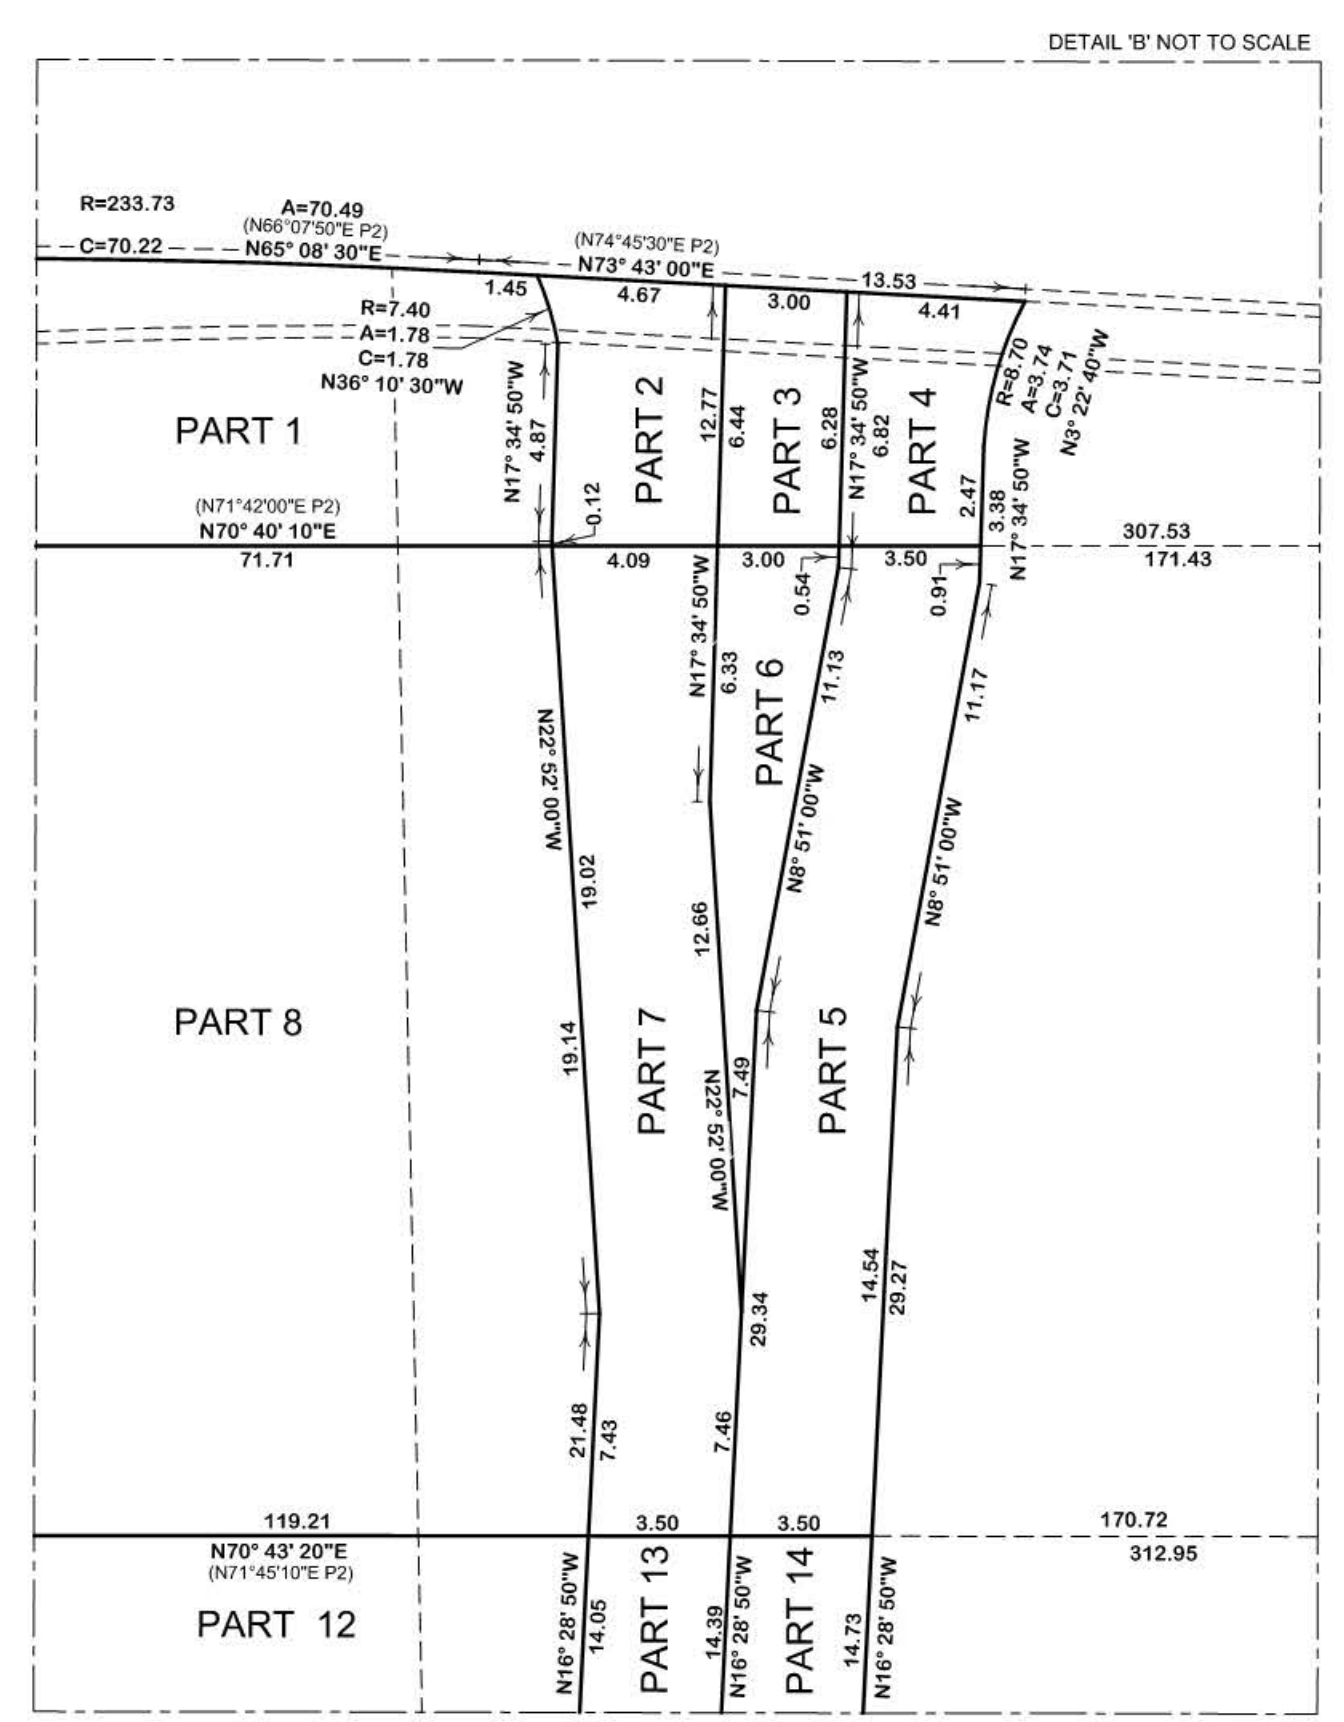 DETAIL 'B' NOT TO SCALE
R=233.73
A=70.49
(N66°07'50"E P2)
C=70.22
N65° 08' 30"E
(N74°45'30"E P2)
N73° 43' 00"E
13.53
1.45
4.67
3.00
4.41
R=7.40
A=1.78
C=1.78
N36° 10' 30"W
R=8.70
A=3.74
C=3.71
N3° 22' 40"W
PART 1
N17° 34' 50"W
4.87
0.12
PART 2
12.77
6.44
PART 3
6.28
N17° 34' 50"W
6.82
PART 4
2.47
3.38
N17° 34' 50"W
(N71°42'00"E P2)
N70° 40' 10"E
71.71
4.09
3.00
3.50
307.53
171.43
0.54
0.91
N17° 34' 50"W
6.33
PART 6
11.13
11.17
N22° 52' 00"W
N8° 51' 00"W
N8° 51' 00"W
19.02
12.66
PART 8
19.14
PART 7
7.49
N22° 52' 00"W
PART 5
14.54
29.27
29.34
21.48
7.43
7.46
119.21
3.50
3.50
170.72
N70° 43' 20"E
(N71°45'10"E P2)
312.95
PART 12
N16° 28' 50"W
14.05
PART 13
14.39
N16° 28' 50"W
PART 14
14.73
N16° 28' 50"W